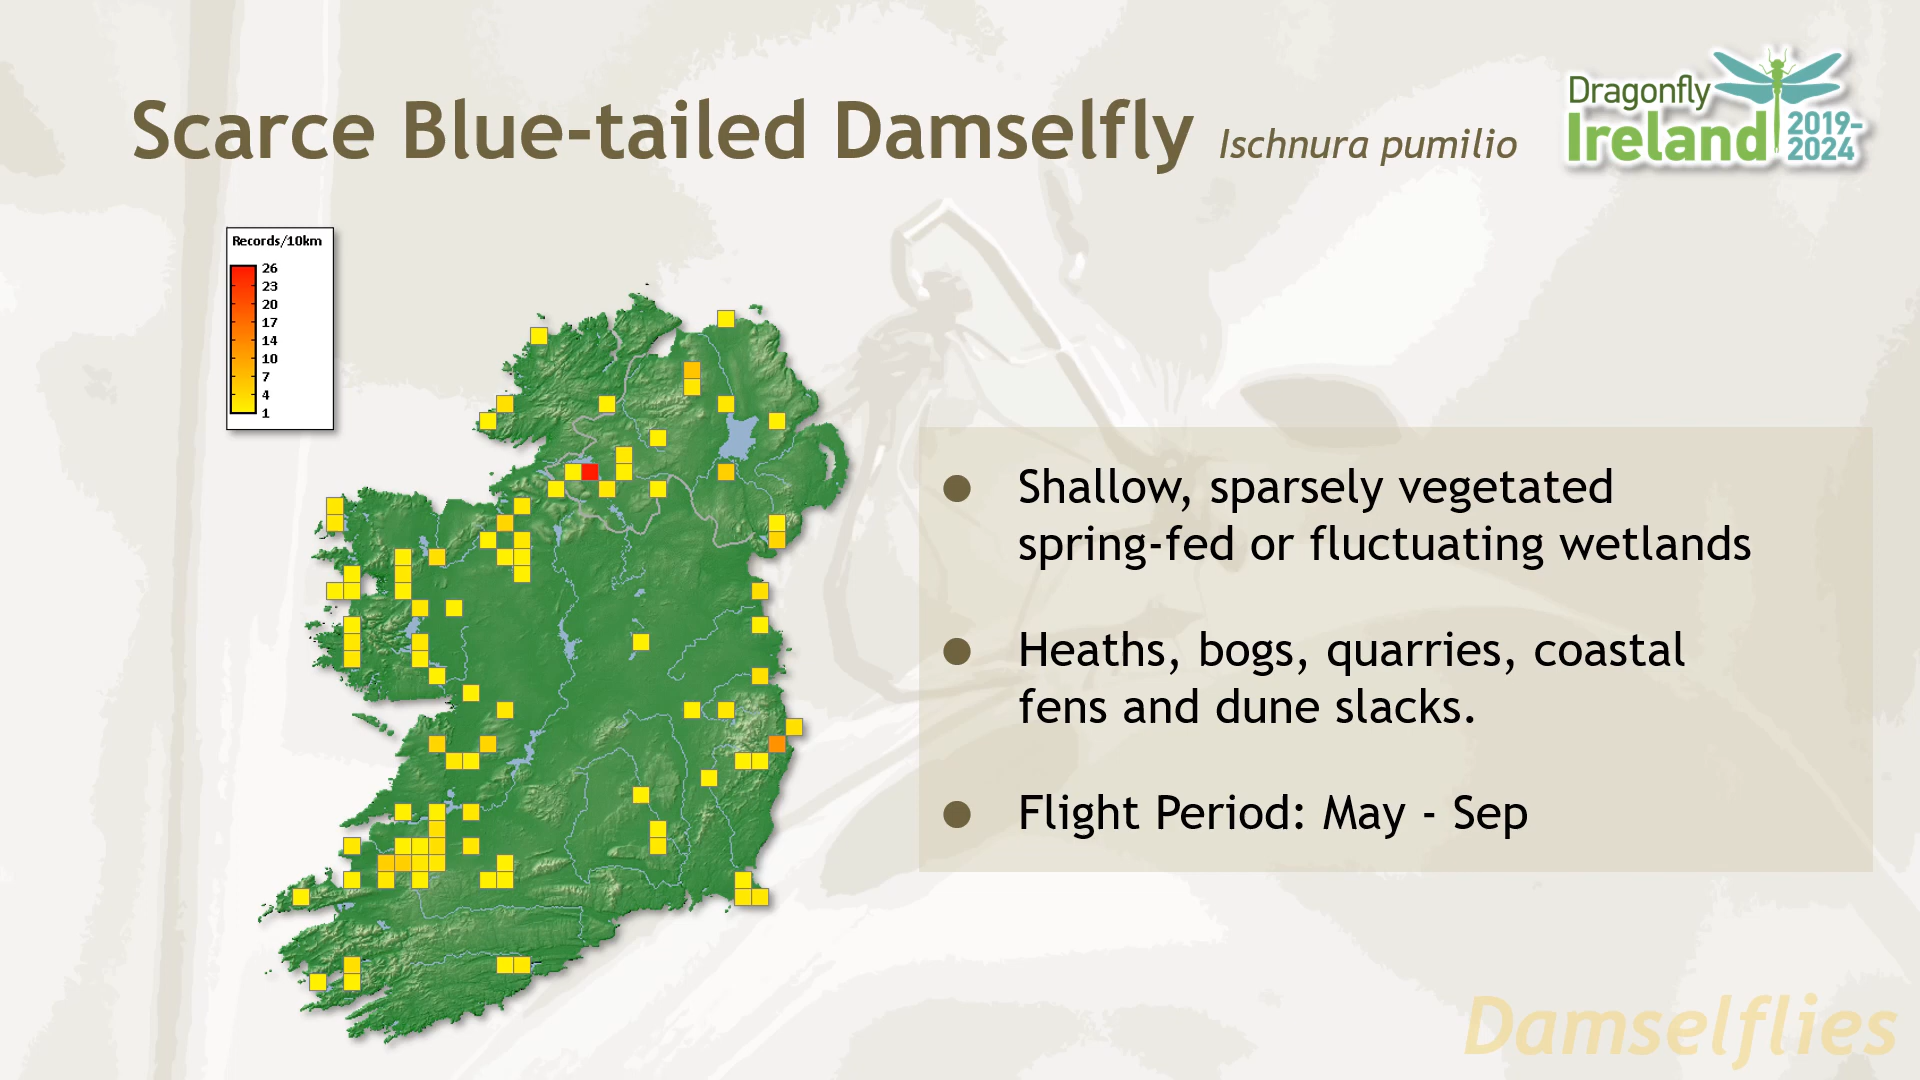 Scarce Blue-tailed Damselfly Ischnura pumilio
Dragonfly
Ireland 2019-
2024
Records/10km
26
23
20
17
14
10
7
4
1
● Shallow, sparsely vegetated
spring-fed or fluctuating wetlands
● Heaths, bogs, quarries, coastal
fens and dune slacks.
● Flight Period: May - Sep
Damselflies